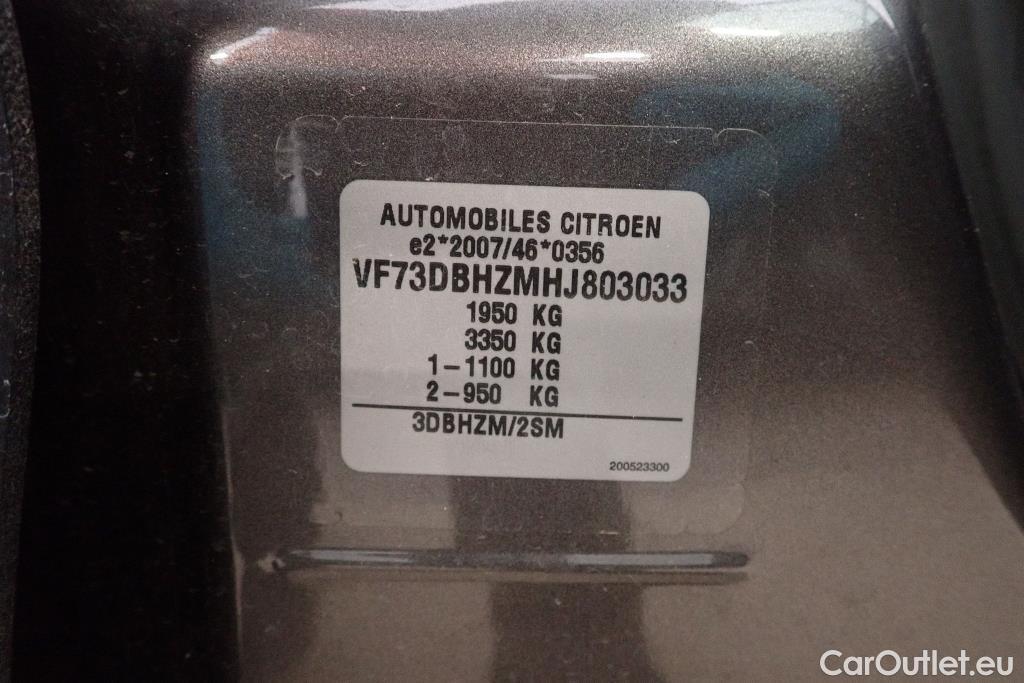 AUTOMOBILES CITROEN
e2*2007/46*0356
VF73DBHZMHJ803033
1950 KG
3350 KG
1-1100 KG
2-950 KG
3DBHZM/2SM
200523300
CarOutlet.eu